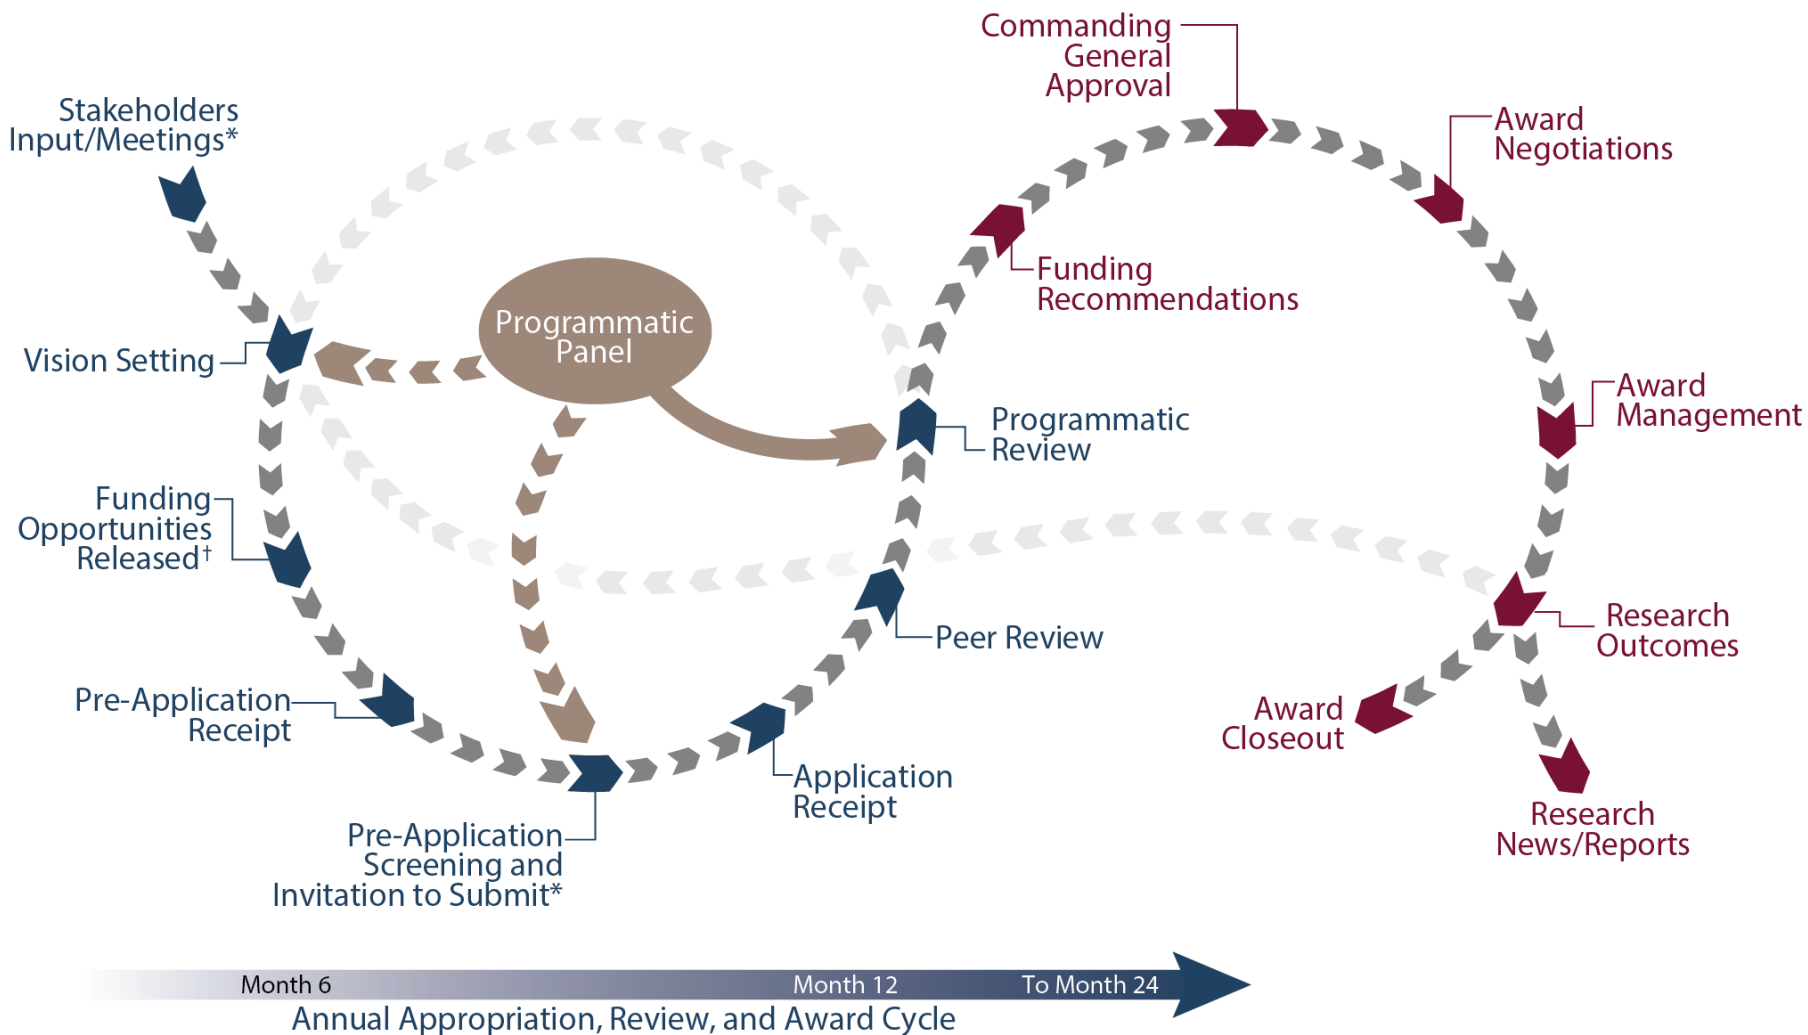 Commanding
General
Approval
Stakeholders
Input/Meetings*
Award
Negotiations
Funding
Recommendations
Programmatic
Panel
Vision Setting
Award
Management
Programmatic
Review
Funding
Opportunities
Released†
Peer Review
Research
Outcomes
Pre-Application
Receipt
Award
Closeout
Application
Receipt
Research
News/Reports
Pre-Application
Screening and
Invitation to Submit*
Month 6
Month 12
To Month 24
Annual Appropriation, Review, and Award Cycle